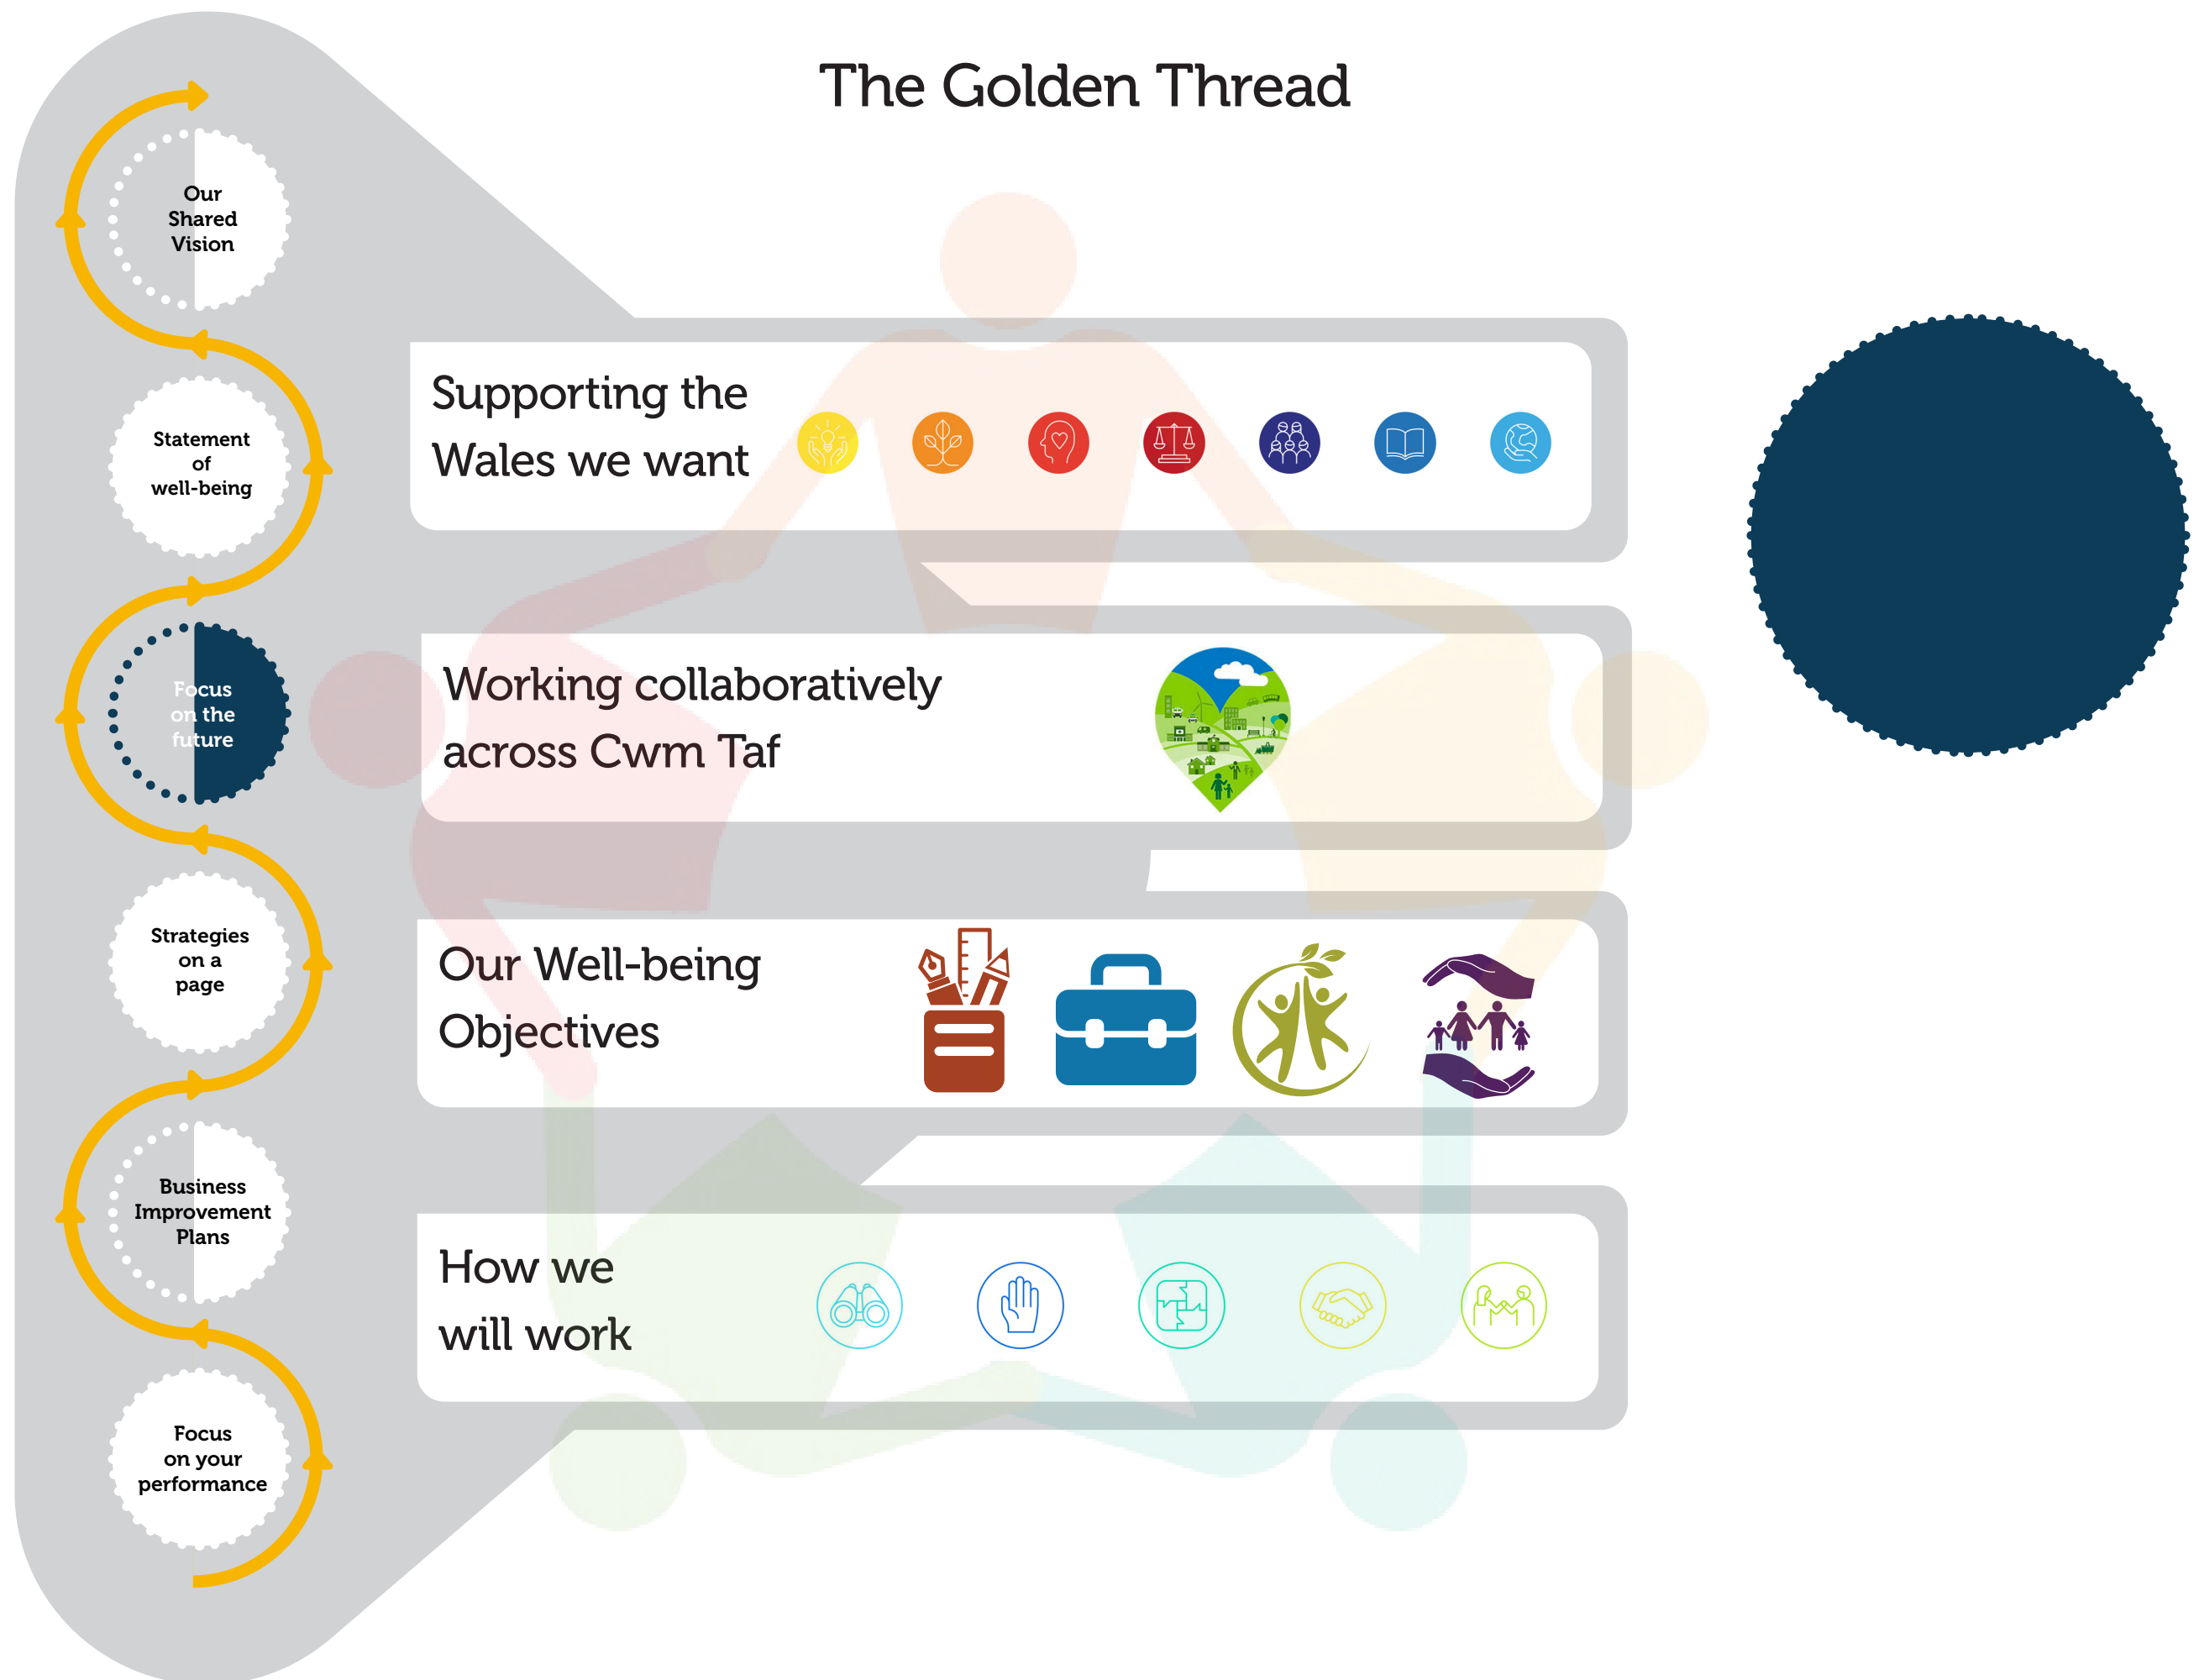 The Golden Thread
Our
Shared
Vision
Statement
of
well-being
Focus
on the
future
Strategies
on a
page
Business
Improvement
Plans
Focus
on your
performance
Supporting the
Wales we want
Working collaboratively
across Cwm Taf
Our Well-being
Objectives
How we
will work